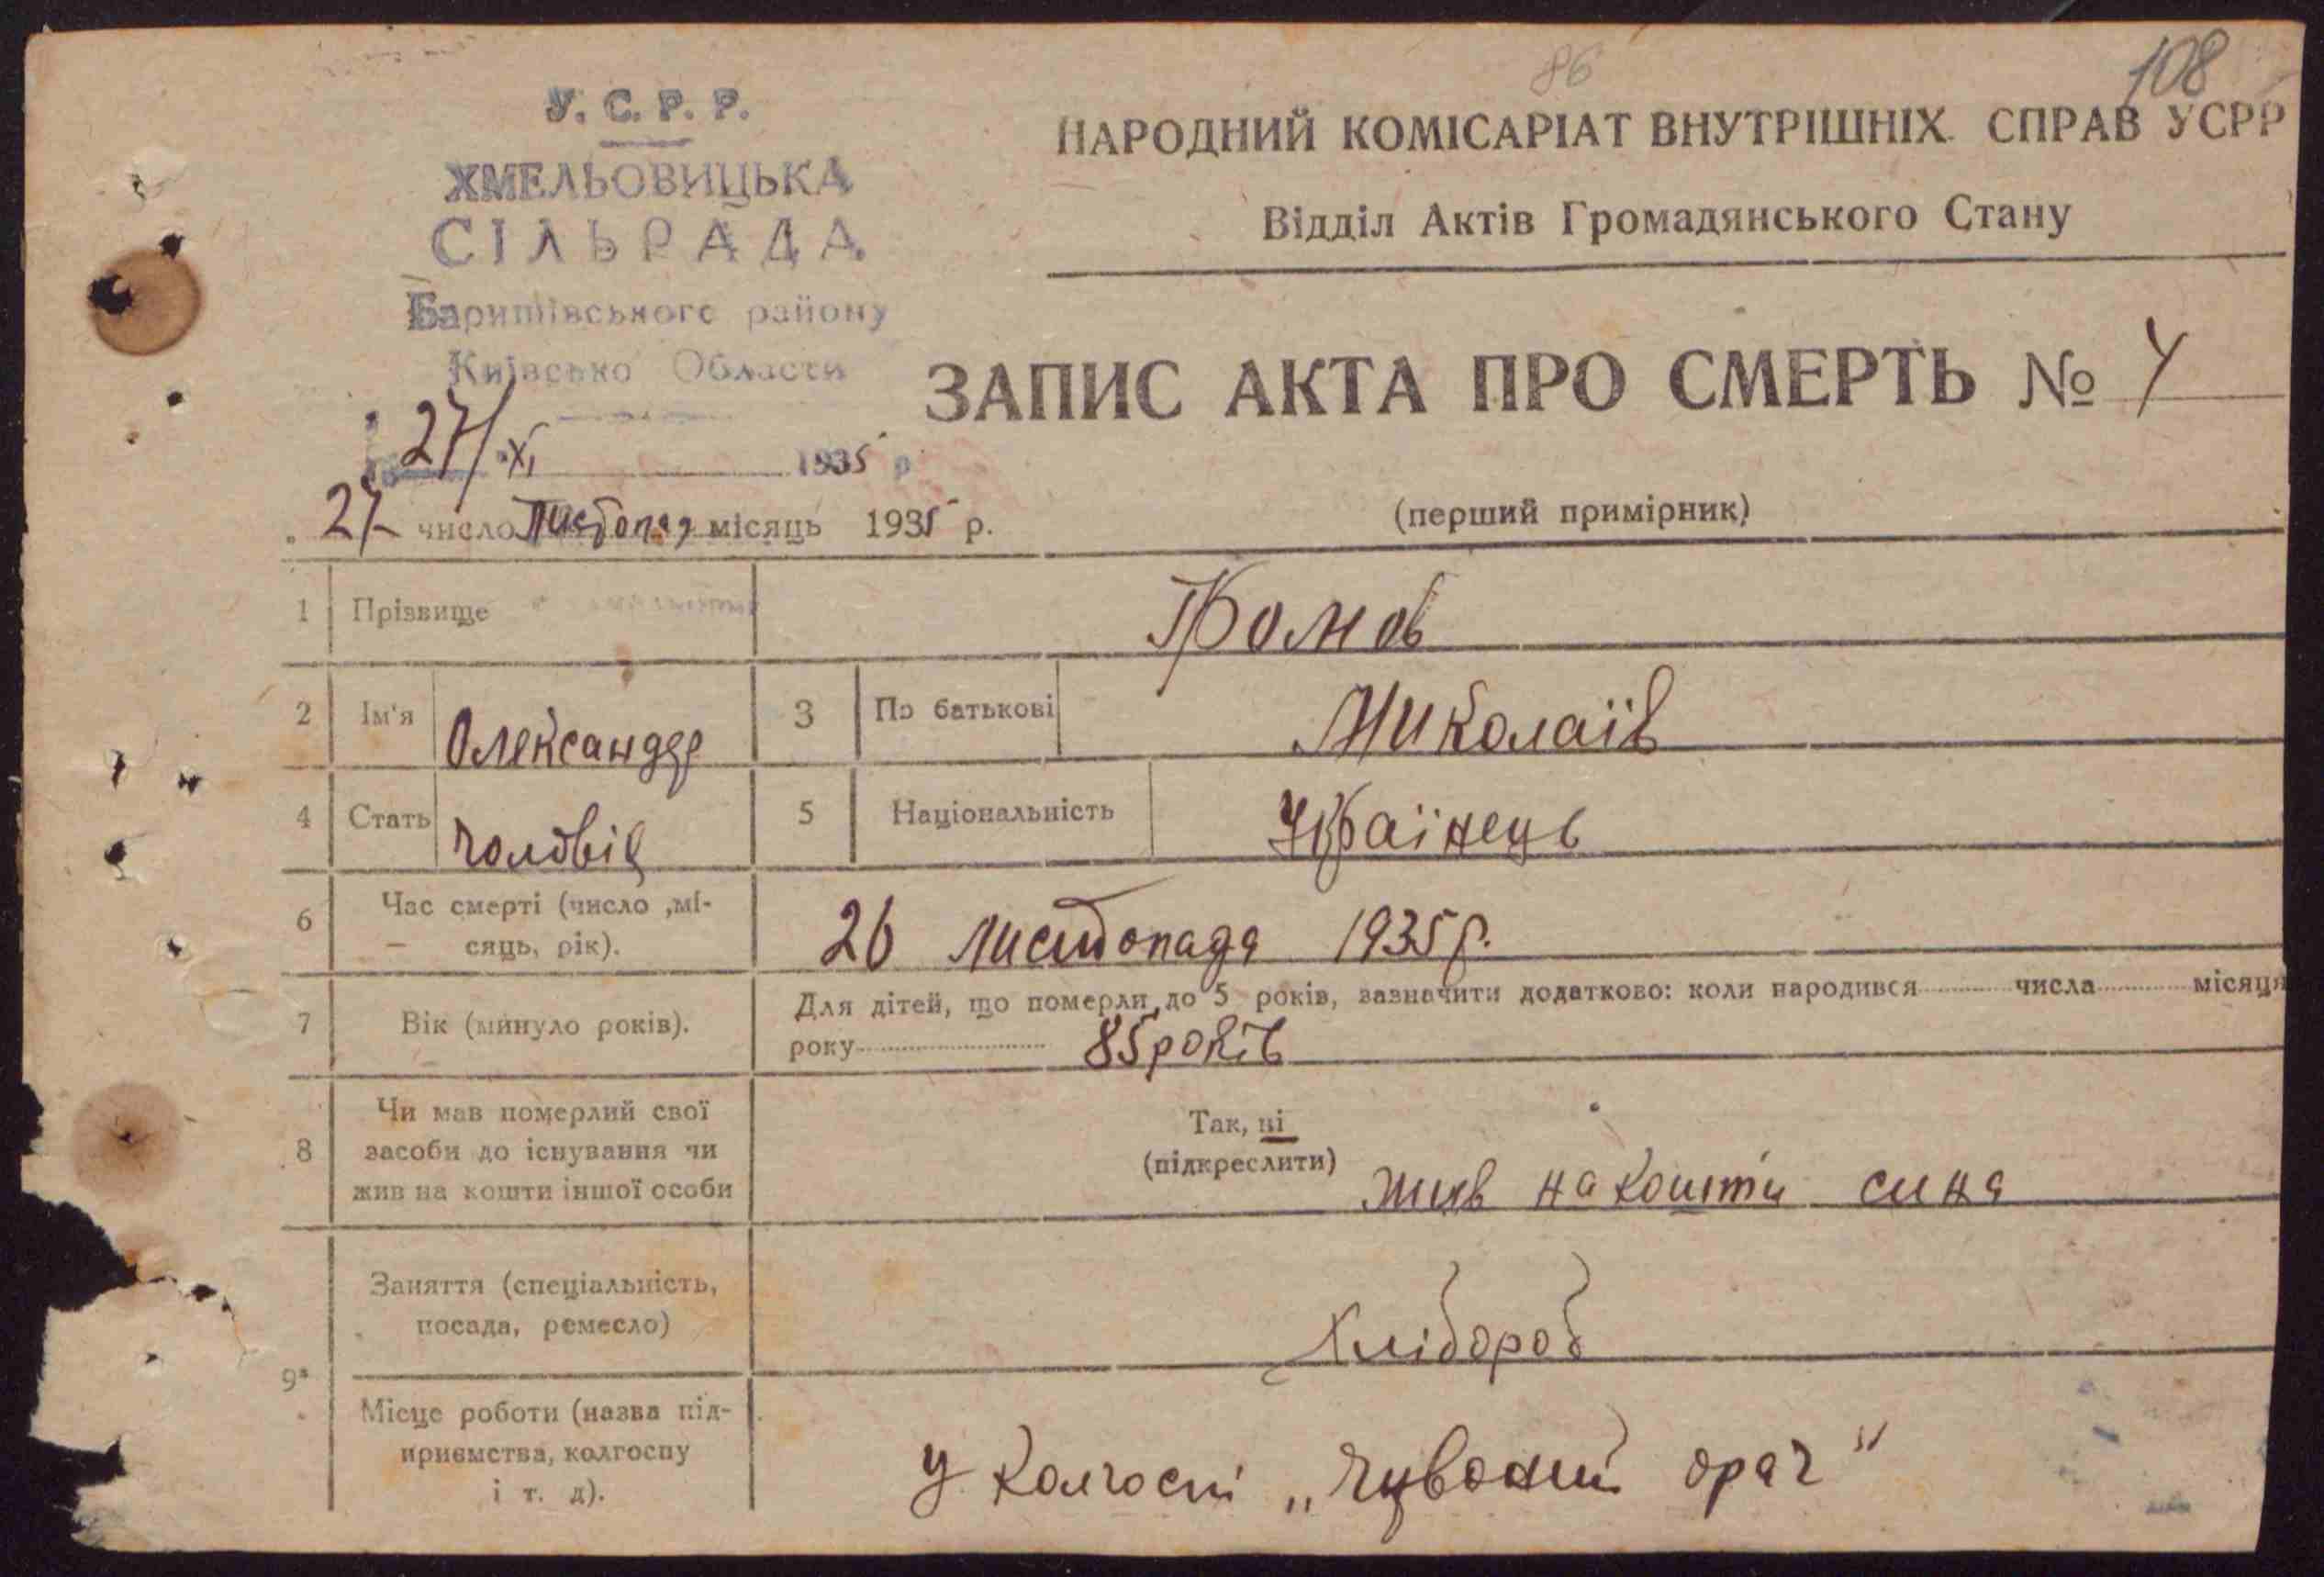 86
108
У. С. Р. Р.
ХМЕЛЬОВИЦЬКА
СІЛЬРАДА
Баришівського району
Київсько Области
27/XI 1935 р
НАРОДНИЙ КОМІСАРІАТ ВНУТРІШНІХ СПРАВ УСРР
Відділ Актів Громадянського Стану
ЗАПИС АКТА ПРО СМЕРТЬ № 4
(перший примірник)
27 число Листопад місяць 1935 р.
1 Прізвище
2 Ім'я Олександер 3 По батькові Миколаїв
4 Стать чоловік 5 Національність Українець
6 Час смерті (число ,мі-
сяць, рік).
26 листопада 1935 р.
7 Вік (минуло років).
Для дітей, що померли до 5 років, зазначити додатково: коли народився числа місяця
року 85 років
8 Чи мав померлий свої
засоби до існування чи
жив на кошти іншої особи
Так, ні
(підкреслити) жив на кошти сина
9 Заняття (спеціальність,
посада, ремесло)
Хлібороб
Місце роботи (назва під-
приємства, колгоспу
і т. д).
у колгоспі „ орач"